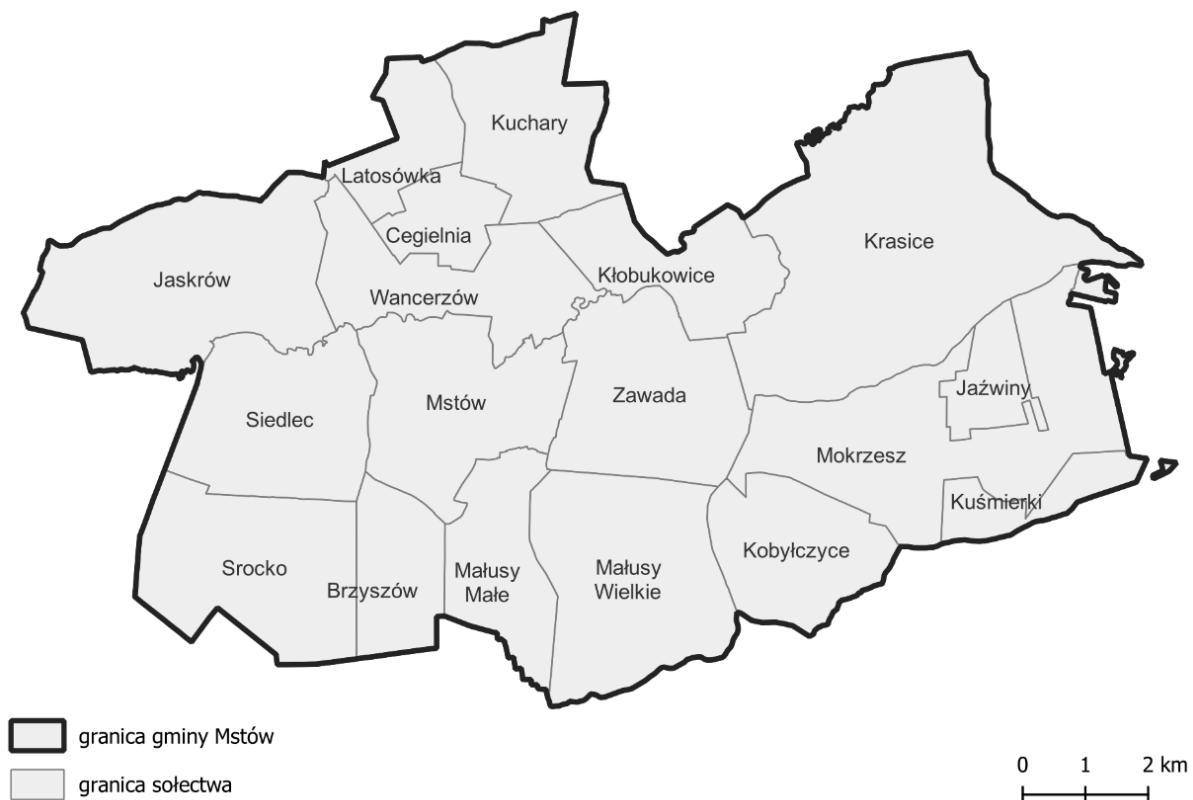 Kuchary
Latosówka
Cegielnia
Krasice
Jaskrów
Kłobukowice
Wancerzów
Jaźwiny
Zawada
Mstów
Siedlec
Mokrzesz
Kuśmierki
Kobyłczyce
Srocko
Brzyszów
Małusy
Małe
Małusy
Wielkie
granica gminy Mstów
granica sołectwa
0 1 2 km